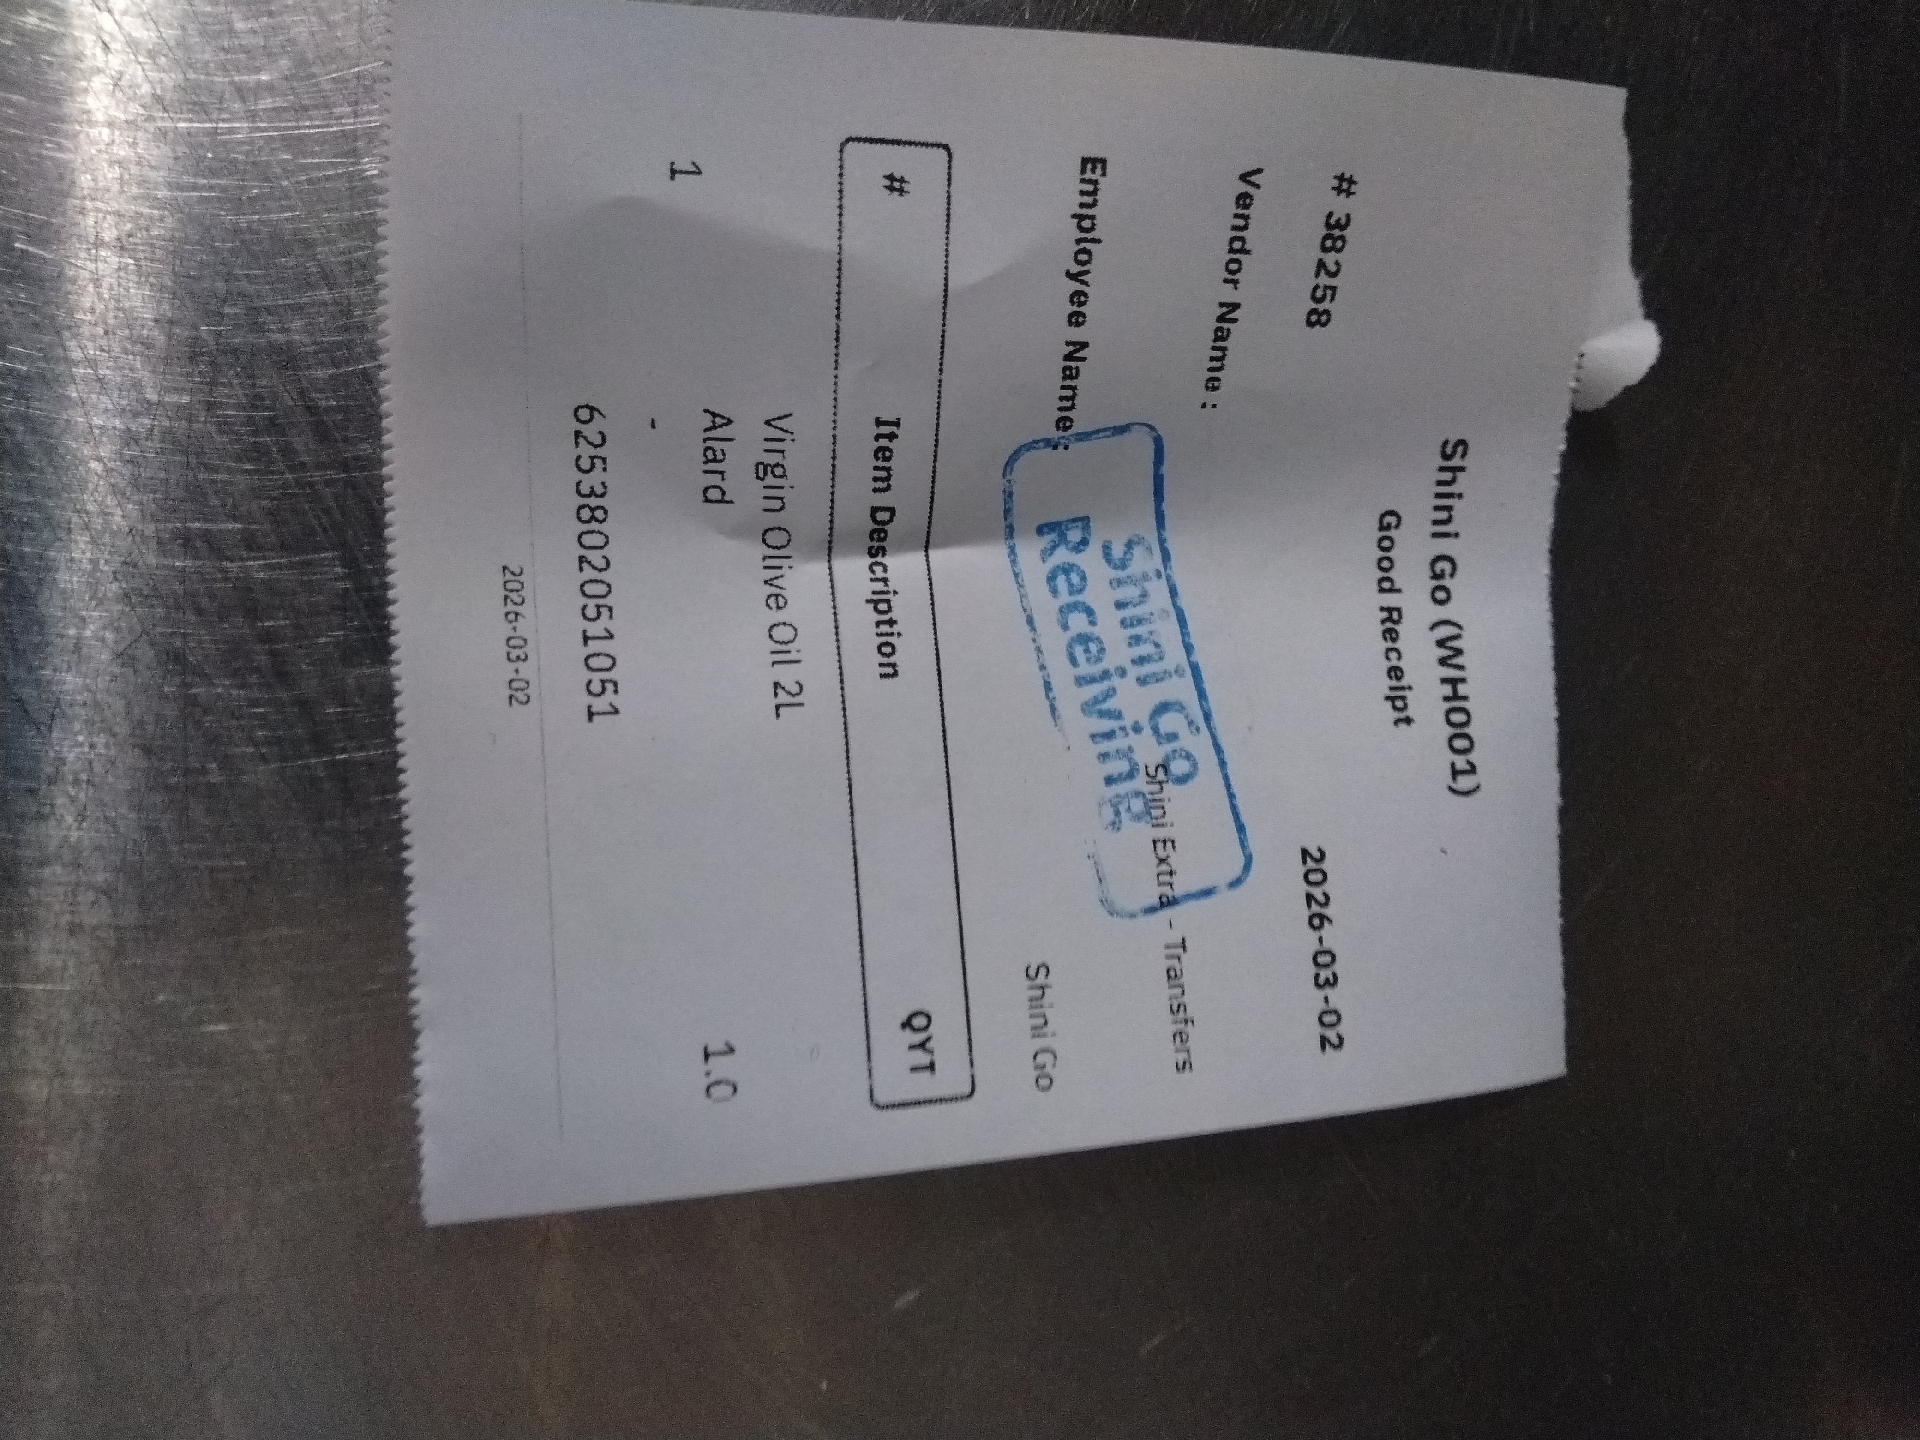 Shini Go (WH001)
Good Receipt
# 38258 2026-03-02
Vendor Name :
Shini Extra - Transfers
Employee Name :
Shini Go
Shini Go
Receiving
# Item Description QYT
Virgin Olive Oil 2L
Alard
1 1.0
-
6253802051051
2026-03-02